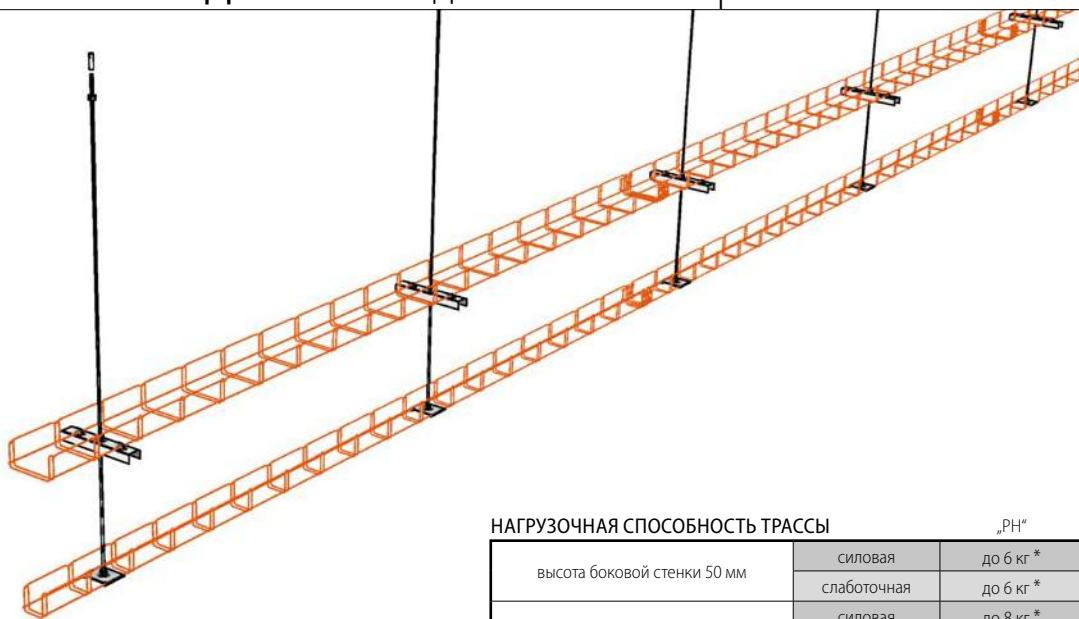 НАГРУЗОЧНАЯ СПОСОБНОСТЬ ТРАССЫ „PH“
высота боковой стенки 50 мм
силовая до 6 кг *
слаботочная до 6 кг *
силовая до 8 кг *